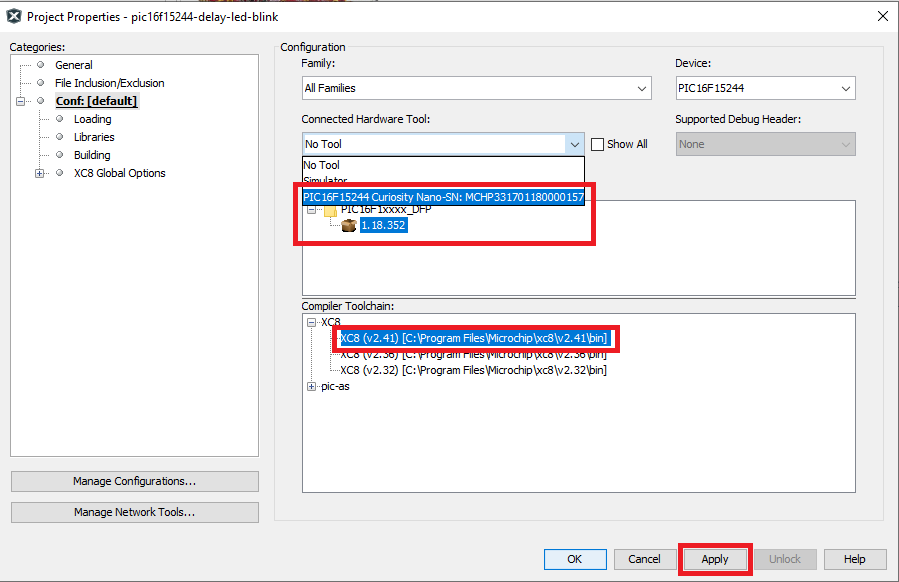 Project Properties - pic16f15244-delay-led-blink
Categories:
General
File Inclusion/Exclusion
Conf: [default]
Loading
Libraries
Building
XC8 Global Options
Manage Configurations...
Manage Network Tools...
Configuration
Family:
Device:
All Families
PIC16F15244
Connected Hardware Tool:
Supported Debug Header:
No Tool
Show All
None
No Tool
Simulator
PIC16F15244 Curiosity Nano-SN: MCHP331701180000157
PIC16F1xxxx_DFP
1.18.352
Compiler Toolchain:
XC8
XC8 (v2.41) [C:\Program Files\Microchip\xc8\v2.41\bin]
XC8 (v2.36) [C:\Program Files\Microchip\xc8\v2.36\bin]
XC8 (v2.32) [C:\Program Files\Microchip\xc8\v2.32\bin]
pic-as
OK
Cancel
Apply
Unlock
Help